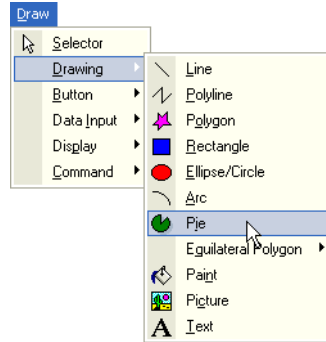 Draw
Selector
Drawing
Button
Data Input
Display
Command
Line
Polyline
Polygon
Rectangle
Ellipse/Circle
Arc
Pie
Equilateral Polygon
Paint
Picture
A Text